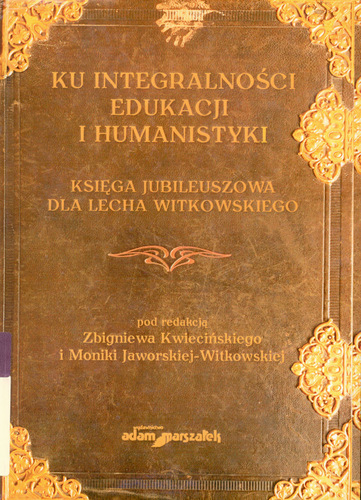 KU INTEGRALNOŚCI
EDUKACJI
I HUMANISTYKI
KSIĘGA JUBILEUSZOWA
DLA LECHA WITKOWSKIEGO
pod redakcją
Zbigniewa Kwiecińskiego
i Moniki Jaworskiej-Witkowskiej
wydawnictwo
adam marszałek